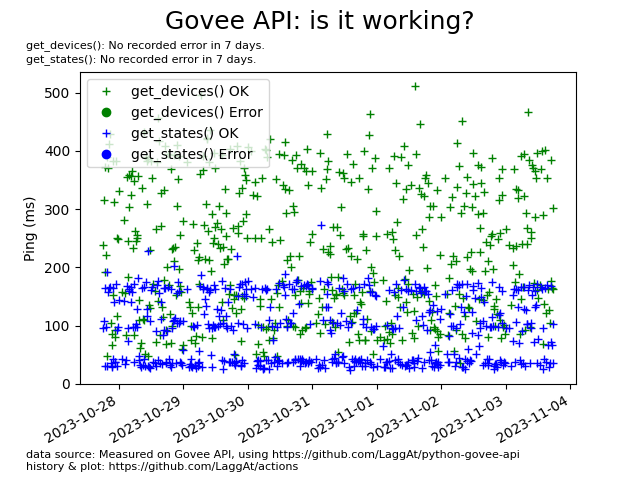 Govee API: is it working?
get_devices(): No recorded error in 7 days.
get_states(): No recorded error in 7 days.
get_devices() OK
get_devices() Error
get_states() OK
get_states() Error
Ping (ms)
500
400
300
200
100
0
2023-10-28
2023-10-29
2023-10-30
2023-10-31
2023-11-01
2023-11-02
2023-11-03
2023-11-04
data source: Measured on Govee API, using https://github.com/LaggAt/python-govee-api
history & plot: https://github.com/LaggAt/actions